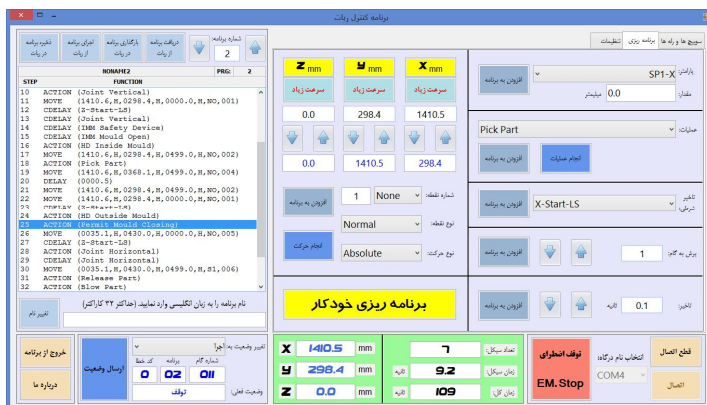 برنامه کنترل ربات
سوییچ ها و رله ها
برنامه ریزی
تنظیمات
ذخیره برنامه در ربات
اجرای برنامه از ربات
بارگذاری برنامه در ربات
دریافت برنامه از ربات
شماره برنامه:
2
NONAME2 PRG: 2
STEP FUNCTION
10 ACTION (Joint Vertical)
11 MOVE (1410.6,H,0298.4,H,0000.0,H,NO,001)
12 CDELAY (Z-Start-LS)
13 CDELAY (Joint Vertical)
14 CDELAY (IMM Safety Device)
15 CDELAY (IMM Mould Open)
16 ACTION (HD Inside Mould)
17 MOVE (1410.6,H,0298.4,H,0499.0,H,NO,002)
18 ACTION (Pick Part)
19 MOVE (1410.6,H,0368.1,H,0499.0,H,NO,004)
20 DELAY (0000.5)
21 MOVE (1410.6,H,0298.4,H,0499.0,H,NO,002)
22 MOVE (1410.6,H,0298.4,H,0000.0,H,NO,001)
23 CDELAY (Z-Start-LS)
24 ACTION (HD Outside Mould)
25 ACTION (Permit Mould Closing)
26 MOVE (0035.1,H,0430.0,H,0000.0,H,NO,005)
27 CDELAY (Z-Start-LS)
28 ACTION (Joint Horizontal)
29 CDELAY (Joint Horizontal)
30 MOVE (0035.1,H,0430.0,H,0499.0,H,S1,006)
31 ACTION (Release Part)
32 ACTION (Blow Part)
نام برنامه را به زبان انگلیسی وارد نمایید. (حداکثر ۳۲ کاراکتر)
تغییر نام
Z mm Y mm X mm
سرعت زیاد سرعت زیاد سرعت زیاد
0.0 298.4 1410.5
0.0 1410.5 298.4
افزودن به برنامه
1
None
شماره نقطه:
Normal
نوع نقطه:
انجام حرکت
Absolute
نوع حرکت:
برنامه ریزی خودکار
پارامتر:
SP1-X
افزودن به برنامه
مقدار:
0.0
میلیمتر
عملیات:
Pick Part
انجام عملیات
افزودن به برنامه
تاخیر شرطی:
X-Start-LS
افزودن به برنامه
پرش به گام:
1
افزودن به برنامه
تاخیر:
0.1
ثانیه
افزودن به برنامه
خروج از برنامه
درباره ما
ارسال وضعیت
تغییر وضعیت به:
اجرا
شماره گام
برنامه
کد خطا
0 02 011
وضعیت فعلی:
توقف
X 1410.5 mm
Y 298.4 mm
Z 0.0 mm
تعداد سیکل:
7
زمان سیکل:
9.2
ثانیه
زمان کل:
109
ثانیه
توقف اضطرای
EM. Stop
انتخاب نام درگاه:
COM4
قطع اتصال
اتصال